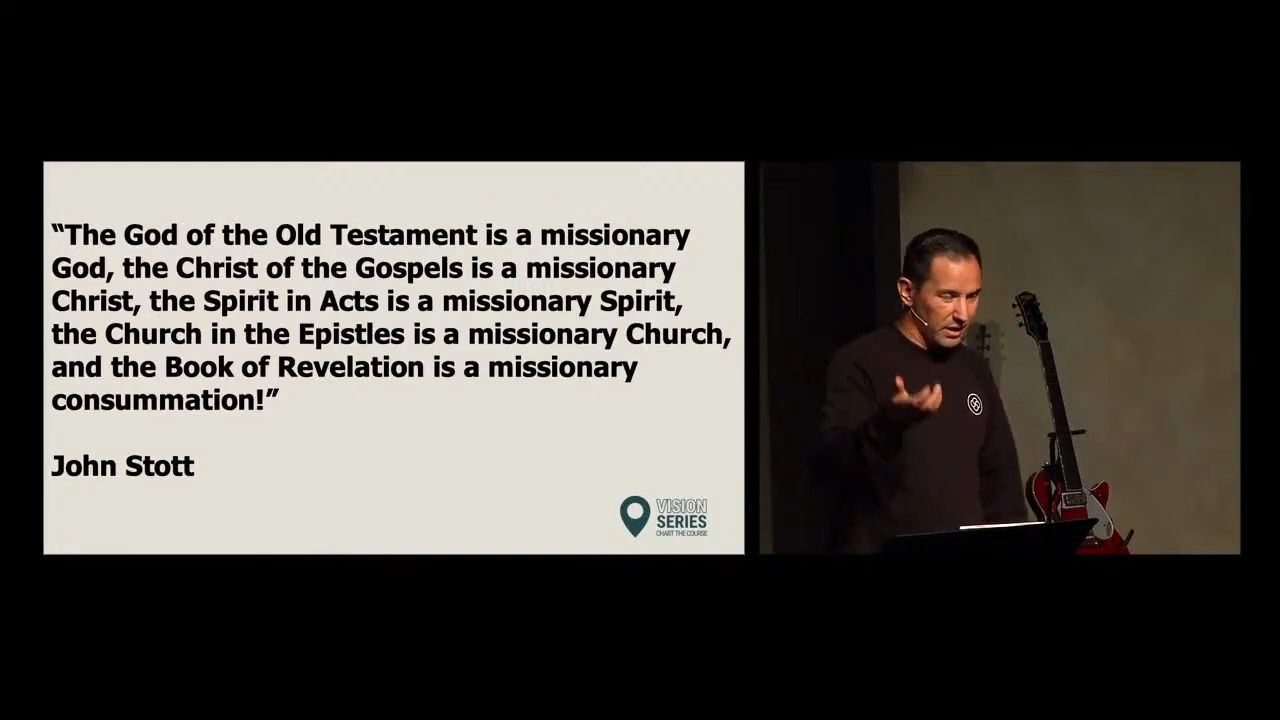 “The God of the Old Testament is a missionary
God, the Christ of the Gospels is a missionary
Christ, the Spirit in Acts is a missionary Spirit,
the Church in the Epistles is a missionary Church,
and the Book of Revelation is a missionary
consummation!”
John Stott
VISION
SERIES
CHART THE COURSE